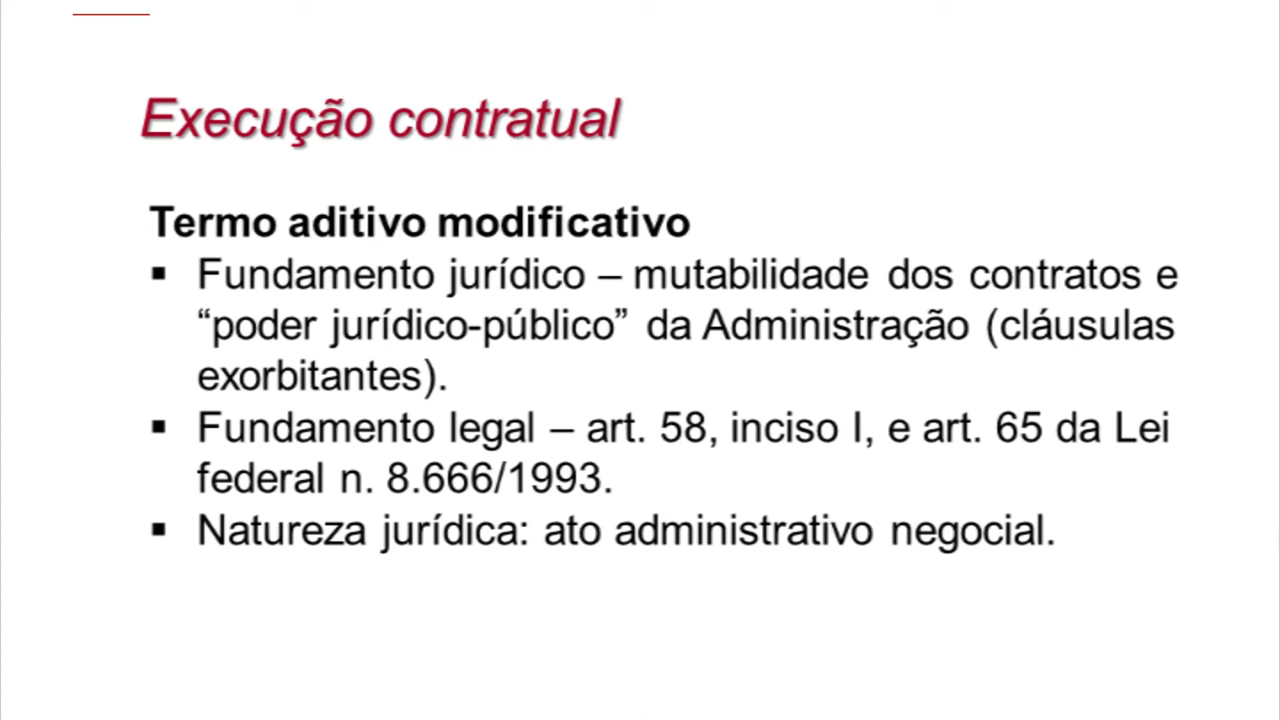 Execução contratual
Termo aditivo modificativo
▪ Fundamento jurídico – mutabilidade dos contratos e
“poder jurídico-público” da Administração (cláusulas
exorbitantes).
▪ Fundamento legal – art. 58, inciso I, e art. 65 da Lei
federal n. 8.666/1993.
▪ Natureza jurídica: ato administrativo negocial.